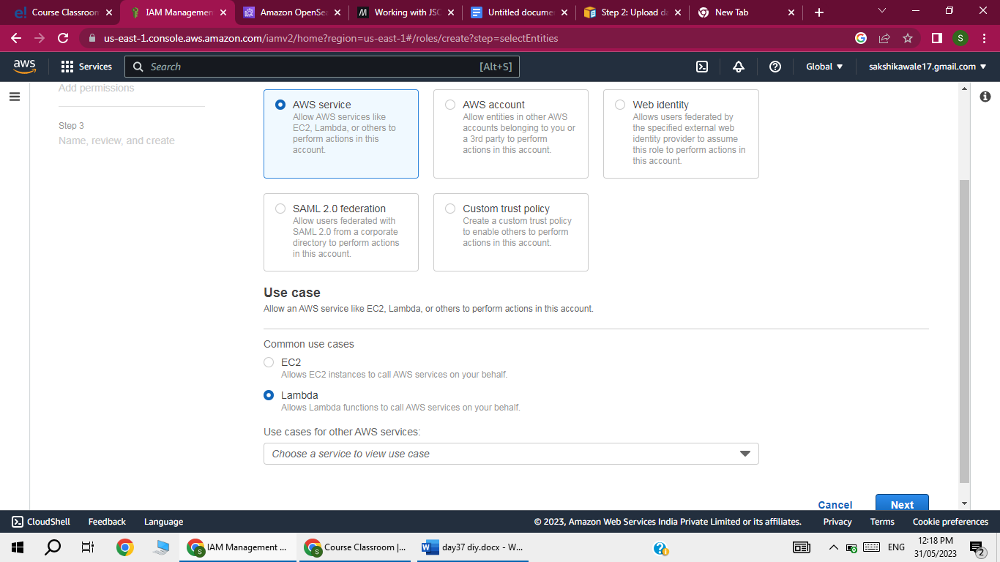 Course Classroom
IAM Managemen
Amazon OpenSe
Working with JSO
Untitled docume
Step 2: Upload da
New Tab
us-east-1.console.aws.amazon.com/iamv2/home?region=us-east-1#/roles/create?step=selectEntities
S
aws
Services
Search
[Alt+S]
Global
sakshikawale17.gmail.com
Add permissions
Step 3
Name, review, and create
AWS service
Allow AWS services like
EC2, Lambda, or others to
perform actions in this
account.
AWS account
Allow entities in other AWS
accounts belonging to you or
a 3rd party to perform
actions in this account.
Web identity
Allows users federated by
the specified external web
identity provider to assume
this role to perform actions in
this account.
SAML 2.0 federation
Allow users federated with
SAML 2.0 from a corporate
directory to perform actions
in this account.
Custom trust policy
Create a custom trust policy
to enable others to perform
actions in this account.
Use case
Allow an AWS service like EC2, Lambda, or others to perform actions in this account.
Common use cases
EC2
Allows EC2 instances to call AWS services on your behalf.
Lambda
Allows Lambda functions to call AWS services on your behalf.
Use cases for other AWS services:
Choose a service to view use case
Cancel
Next
CloudShell
Feedback
Language
© 2023, Amazon Web Services India Private Limited or its affiliates.
Privacy
Terms
Cookie preferences
IAM Management ...
Course Classroom |...
day37 diy.docx - W...
ENG
12:18 PM
31/05/2023
2